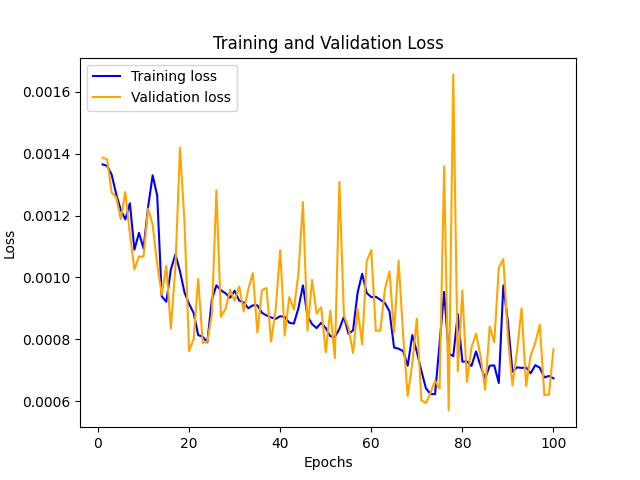 Training and Validation Loss
Training loss
Validation loss
0.0016
0.0014
0.0012
0.0010
0.0008
0.0006
Loss
0
20
40
60
80
100
Epochs